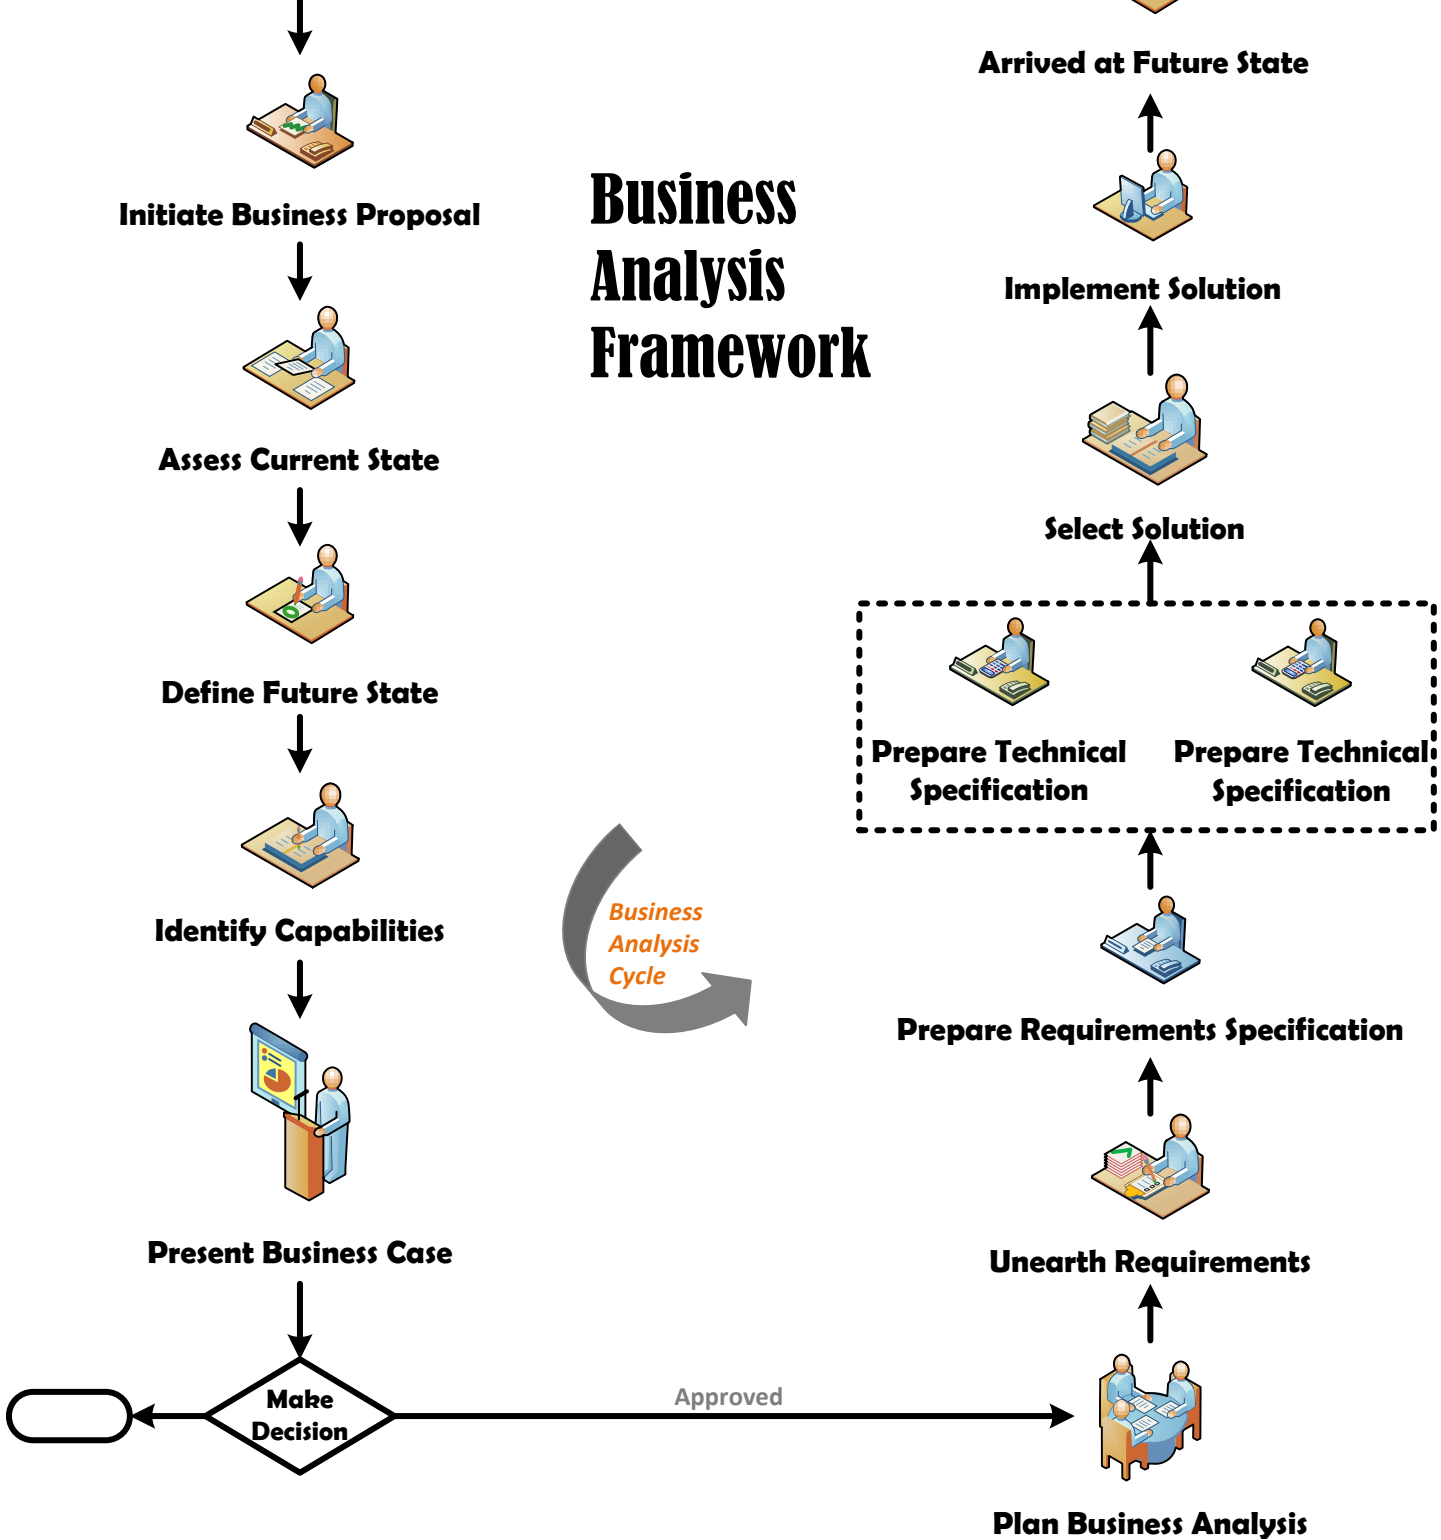 Initiate Business Proposal
Assess Current State
Define Future State
Identify Capabilities
Present Business Case
Make
Decision
Business
Analysis
Framework
Business
Analysis
Cycle
Approved
Arrived at Future State
Implement Solution
Select Solution
Prepare Technical
Specification
Prepare Technical
Specification
Prepare Requirements Specification
Unearth Requirements
Plan Business Analysis